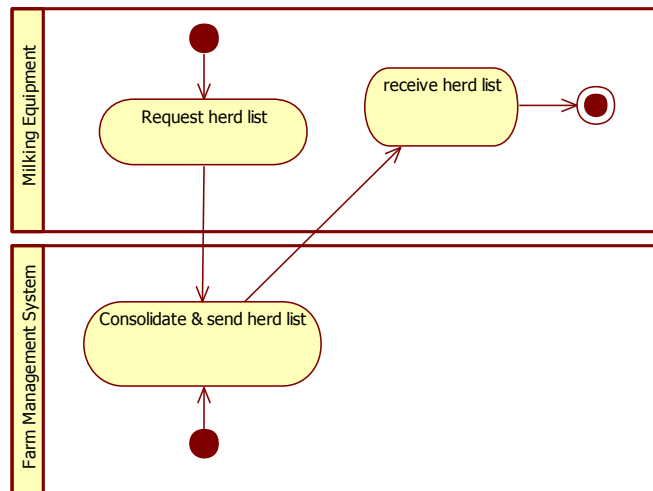 Milking Equipment
Request herd list
receive herd list
Farm Management System
Consolidate & send herd list